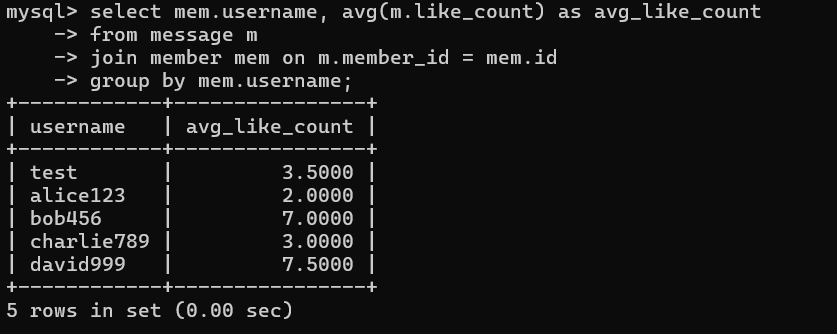 mysql> select mem.username, avg(m.like_count) as avg_like_count
    -> from message m
    -> join member mem on m.member_id = mem.id
    -> group by mem.username;
+------------+----------------+
| username   | avg_like_count |
+------------+----------------+
| test       |         3.5000 |
| alice123   |         2.0000 |
| bob456     |         7.0000 |
| charlie789 |         3.0000 |
| david999   |         7.5000 |
+------------+----------------+
5 rows in set (0.00 sec)